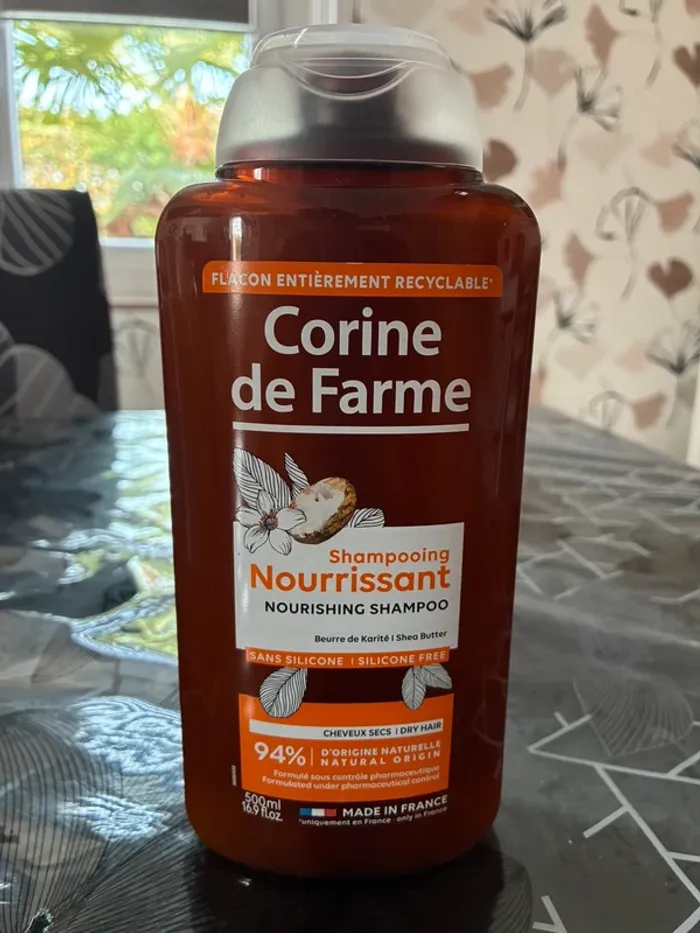 FLACON ENTIÈREMENT RECYCLABLE*
Corine
de Farme
Shampooing
Nourrissant
NOURISHING SHAMPOO
Beurre de Karité | Shea Butter
SANS SILICONE | SILICONE FREE
CHEVEUX SECS | DRY HAIR
94% D'ORIGINE NATURELLE
NATURAL ORIGIN
Formulé sous contrôle pharmaceutique
Formulated under pharmaceutical control
500ml
16.9 fl.oz.
MADE IN FRANCE
*uniquement en France - only in France